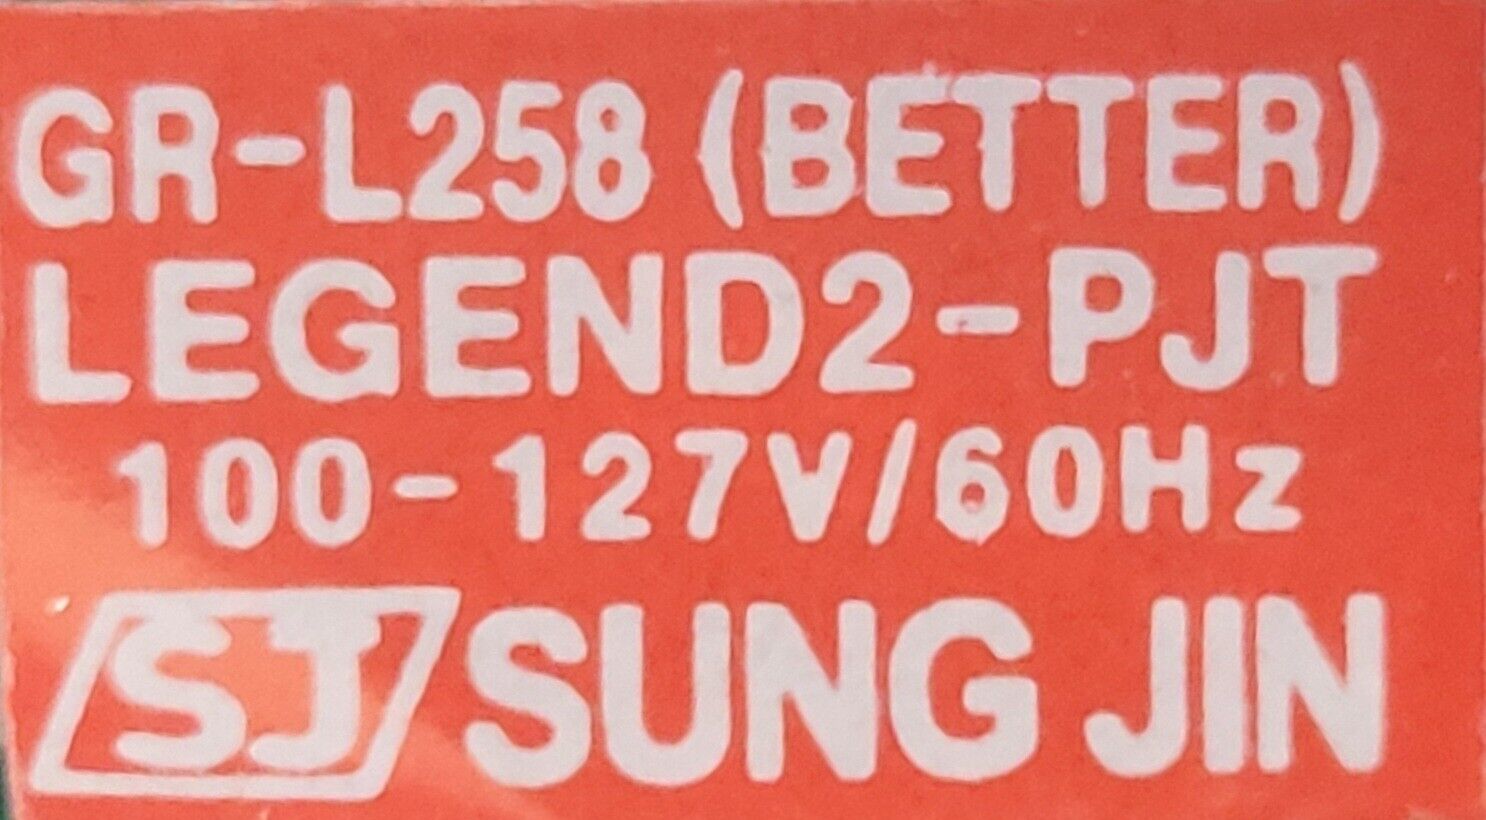 GR-L258 (BETTER)
LEGEND2-PJT
100-127V/60Hz
SJ SUNG JIN